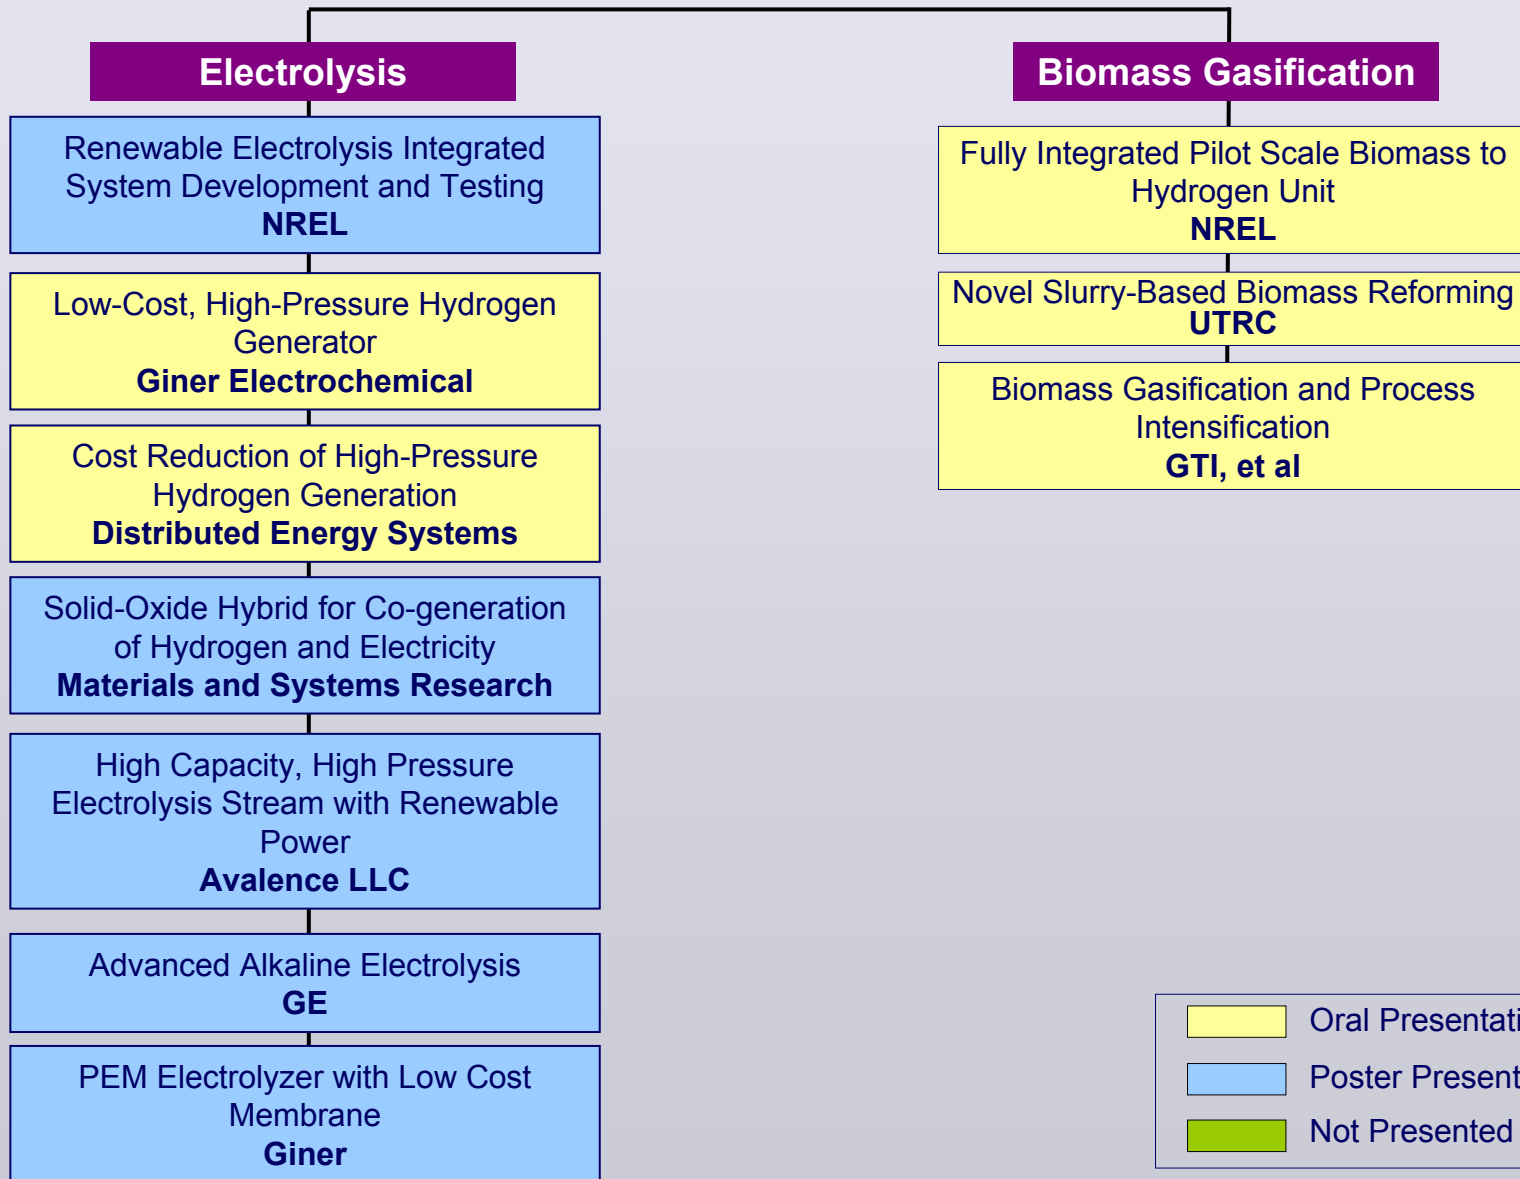 Electrolysis
Renewable Electrolysis Integrated
System Development and Testing
NREL
Low-Cost, High-Pressure Hydrogen
Generator
Giner Electrochemical
Cost Reduction of High-Pressure
Hydrogen Generation
Distributed Energy Systems
Solid-Oxide Hybrid for Co-generation
of Hydrogen and Electricity
Materials and Systems Research
High Capacity, High Pressure
Electrolysis Stream with Renewable
Power
Avalence LLC
Advanced Alkaline Electrolysis
GE
PEM Electrolyzer with Low Cost
Membrane
Giner
Biomass Gasification
Fully Integrated Pilot Scale Biomass to
Hydrogen Unit
NREL
Novel Slurry-Based Biomass Reforming
UTRC
Biomass Gasification and Process
Intensification
GTI, et al
Oral
Poster
Not Presented